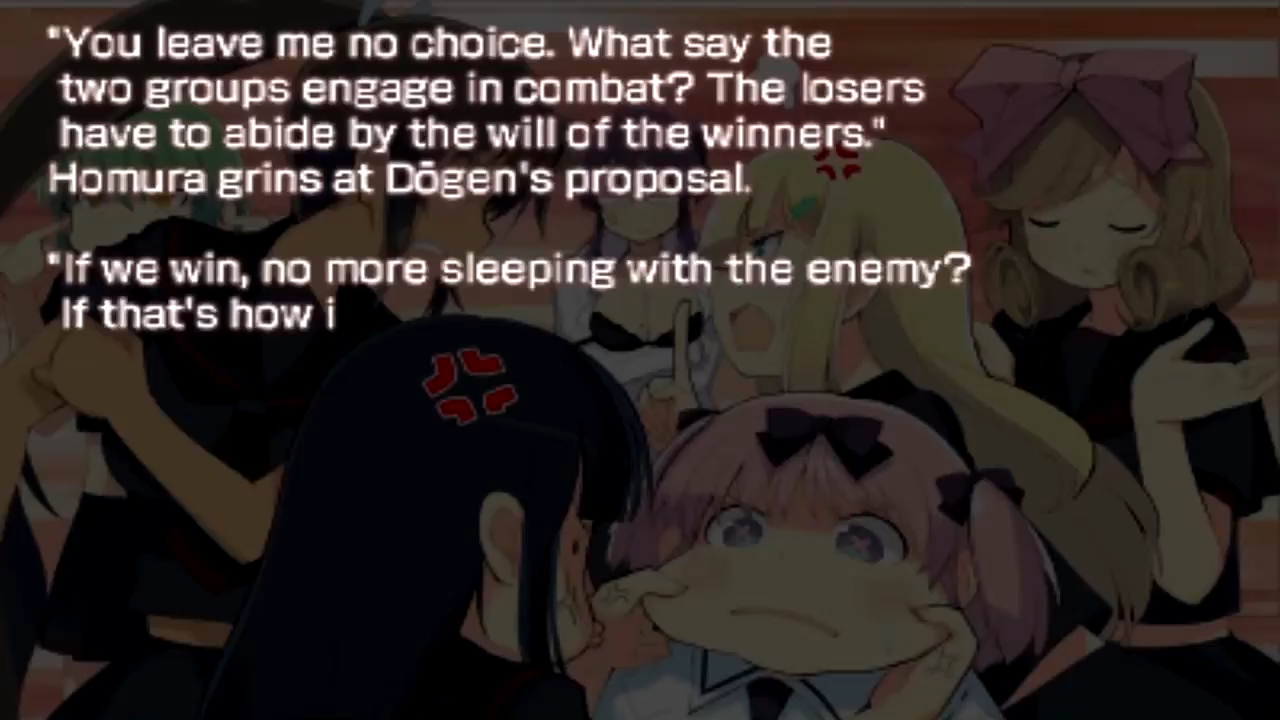 "You leave me no choice. What say the
two groups engage in combat? The losers
have to abide by the will of the winners."
Homura grins at Dōgen's proposal.
"If we win, no more sleeping with the enemy?
If that's how i